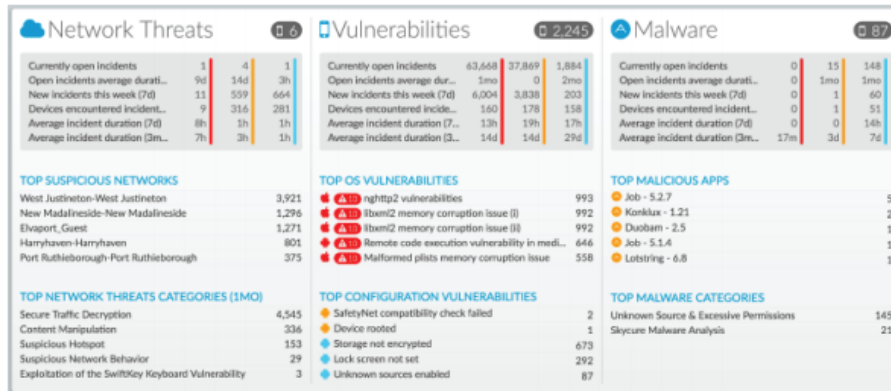 Network Threats 6
Currently open incidents 1 4 1
Open incidents average durati... 9d 14d 3h
New incidents this week (7d) 11 559 664
Devices encountered incident... 9 316 281
Average incident duration (7d) 8h 1h 1h
Average incident duration (3m... 7h 3h 1h
TOP SUSPICIOUS NETWORKS
West Justineton-West Justineton 3,921
New Madalineside-New Madalineside 1,296
Elvaport_Guest 1,271
Harryhaven-Harryhaven 801
Port Ruthieborough-Port Ruthieborough 375
TOP NETWORK THREATS CATEGORIES (1MO)
Secure Traffic Decryption 4,545
Content Manipulation 336
Suspicious Hotspot 153
Suspicious Network Behavior 29
Exploitation of the SwiftKey Keyboard Vulnerability 3
Vulnerabilities 2,245
Currently open incidents 63,668 37,869 1,884
Open incidents average dur... 1mo 0 2mo
New incidents this week (7d) 6,004 3,838 203
Devices encountered incide... 160 178 158
Average incident duration (7... 13h 19h 17h
Average incident duration (3... 14d 14d 29d
TOP OS VULNERABILITIES
nghttp2 vulnerabilities 993
libxml2 memory corruption issue (i) 992
libxml2 memory corruption issue (ii) 992
Remote code execution vulnerability in medi... 646
Malformed plists memory corruption issue 558
TOP CONFIGURATION VULNERABILITIES
SafetyNet compatibility check failed 2
Device rooted 1
Storage not encrypted 673
Lock screen not set 292
Unknown sources enabled 87
Malware 87
Currently open incidents 0 15 148
Open incidents average durati... 0 1mo 1mo
New incidents this week (7d) 0 1 60
Devices encountered incident... 0 1 51
Average incident duration (7d) 0 0 14h
Average incident duration (3m... 17m 3d 7d
TOP MALICIOUS APPS
Job - 5.2.7 5
Konklux - 1.21 2
Duobam - 2.5 1
Job - 5.1.4 1
Lotstring - 6.8 1
TOP MALWARE CATEGORIES
Unknown Source & Excessive Permissions 145
Skycure Malware Analysis 21